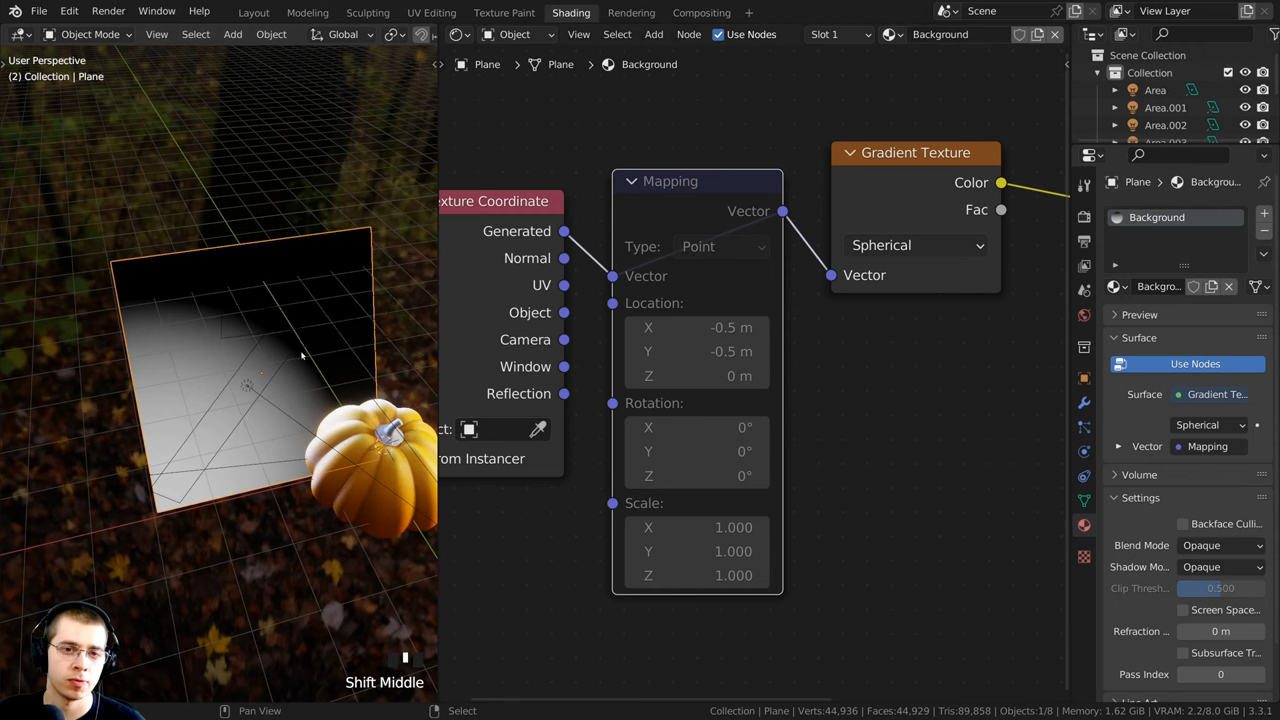 File Edit Render Window Help Layout Modeling Sculpting UV Editing Texture Paint Shading Rendering Compositing Scene View Layer
Object Mode View Select Add Object Global Object View Select Add Node Use Nodes Slot 1 Background
User Perspective
(2) Collection | Plane
Plane Plane Background
Scene Collection
Collection
Area
Area.001
Area.002
Texture Coordinate
Generated
Normal
UV
Object
Camera
Window
Reflection
ct:
rom Instancer
Mapping
Vector
Type: Point
Vector
Location:
X -0.5 m
Y -0.5 m
Z 0 m
Rotation:
X 0°
Y 0°
Z 0°
Scale:
X 1.000
Y 1.000
Z 1.000
Gradient Texture
Color
Fac
Spherical
Vector
Plane Backgrou...
Background
Backgro...
Preview
Surface
Use Nodes
Surface Gradient Te...
Spherical
Vector Mapping
Volume
Settings
Backface Culli...
Blend Mode Opaque
Shadow Mo... Opaque
Clip Thresh... 0.500
Screen Space...
Refraction ... 0 m
Subsurface Tr...
Pass Index 0
Shift Middle
Pan View Select Collection | Plane Verts:44,936 | Faces:44,929 | Tris:89,858 | Objects:1/8 | Memory: 1.62 GiB | VRAM: 2.2/8.0 GiB | 3.3.1